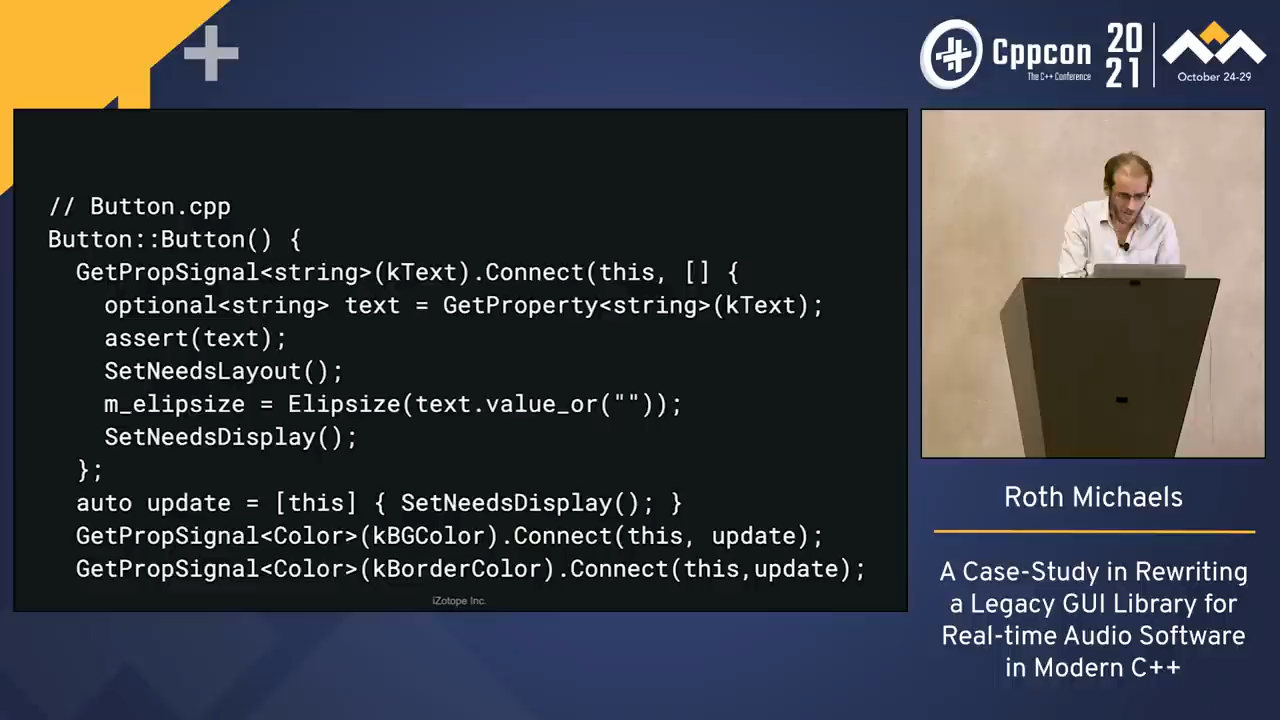 Cppcon
The C++ Conference
20
21
October 24-29
// Button.cpp
Button::Button() {
  GetPropSignal<string>(kText).Connect(this, [] {
    optional<string> text = GetProperty<string>(kText);
    assert(text);
    SetNeedsLayout();
    m_elipsize = Elipsize(text.value_or(""));
    SetNeedsDisplay();
  };
  auto update = [this] { SetNeedsDisplay(); }
  GetPropSignal<Color>(kBGColor).Connect(this, update);
  GetPropSignal<Color>(kBorderColor).Connect(this,update);
iZotope Inc.
Roth Michaels
A Case-Study in Rewriting
a Legacy GUI Library for
Real-time Audio Software
in Modern C++